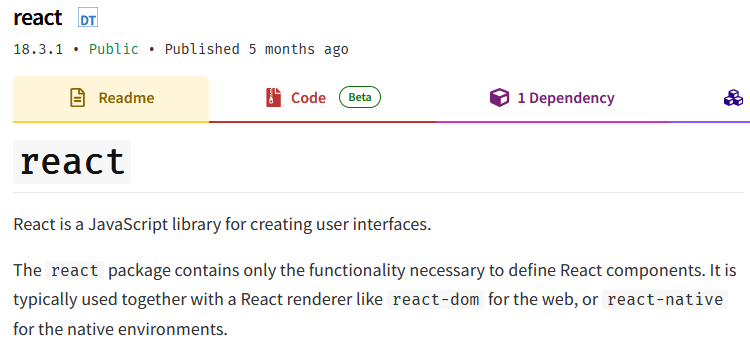 react DT
18.3.1 • Public • Published 5 months ago
Readme Code Beta 1 Dependency
react
React is a JavaScript library for creating user interfaces.
The react package contains only the functionality necessary to define React components. It is
typically used together with a React renderer like react-dom for the web, or react-native
for the native environments.